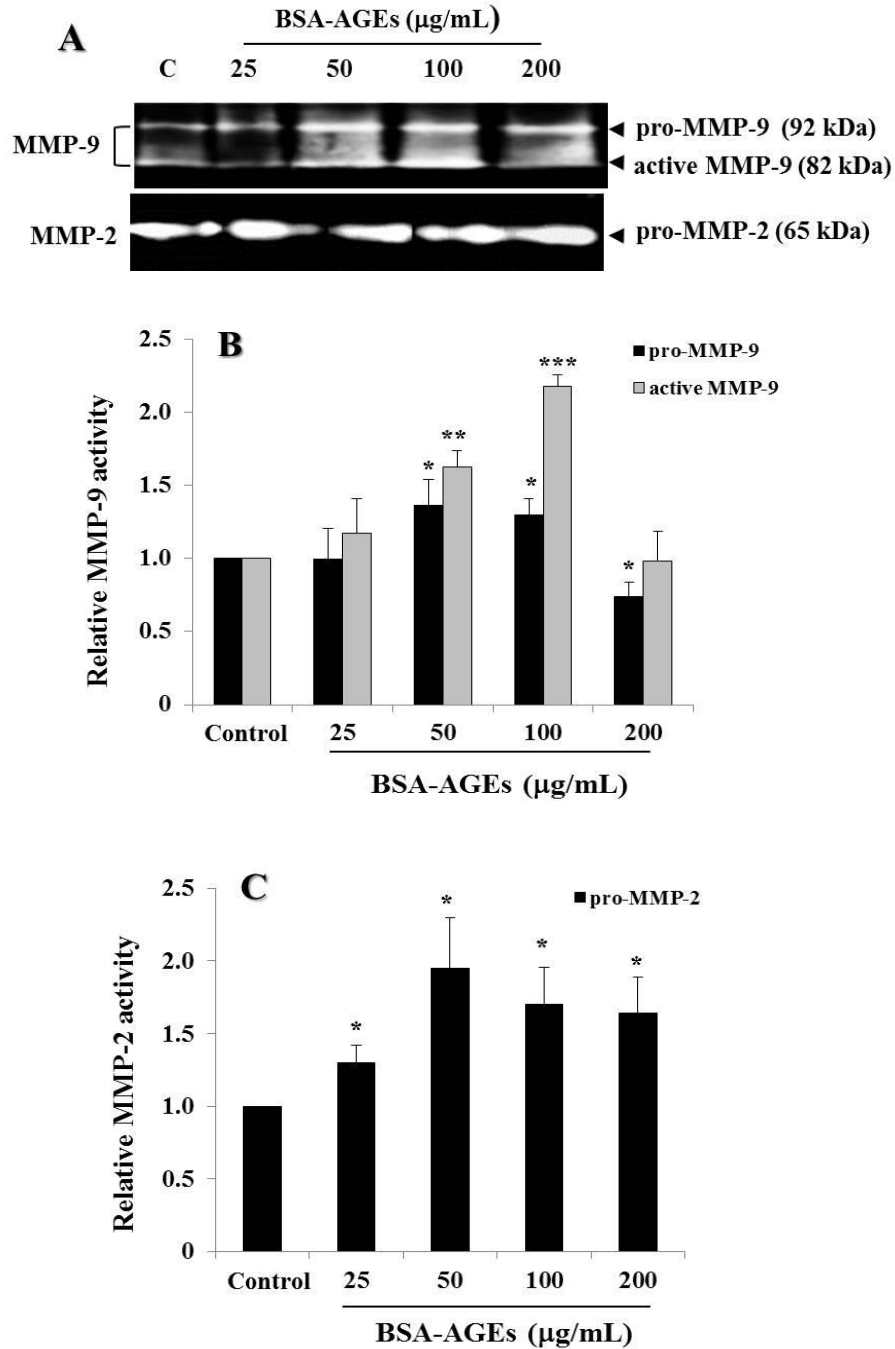 A
BSA-AGEs (μg/mL)
C 25 50 100 200
MMP-9
pro-MMP-9 (92 kDa)
active MMP-9 (82 kDa)
MMP-2
pro-MMP-2 (65 kDa)
B
Relative MMP-9 activity
2.5
2.0
1.5
1.0
0.5
0
pro-MMP-9
active MMP-9
* ** * *** *
Control 25 50 100 200
BSA-AGEs (μg/mL)
C
Relative MMP-2 activity
2.5
2.0
1.5
1.0
0.5
0
pro-MMP-2
* * * *
Control 25 50 100 200
BSA-AGEs (μg/mL)